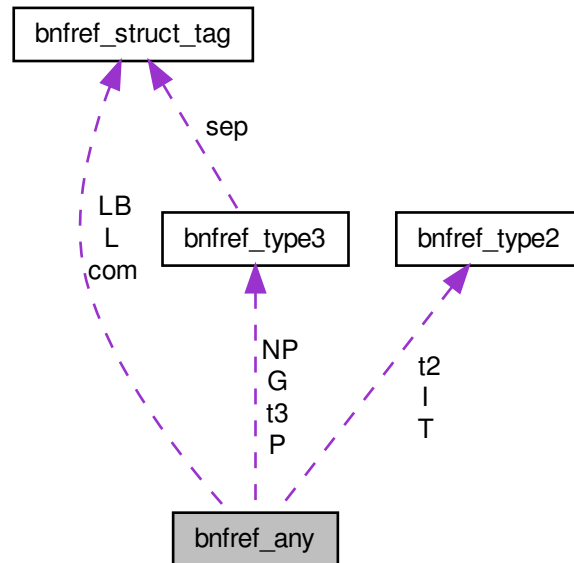 bnfref_struct_tag
sep
LB
L
com
bnfref_type3
bnfref_type2
NP
G
t3
P
t2
I
T
bnfref_any